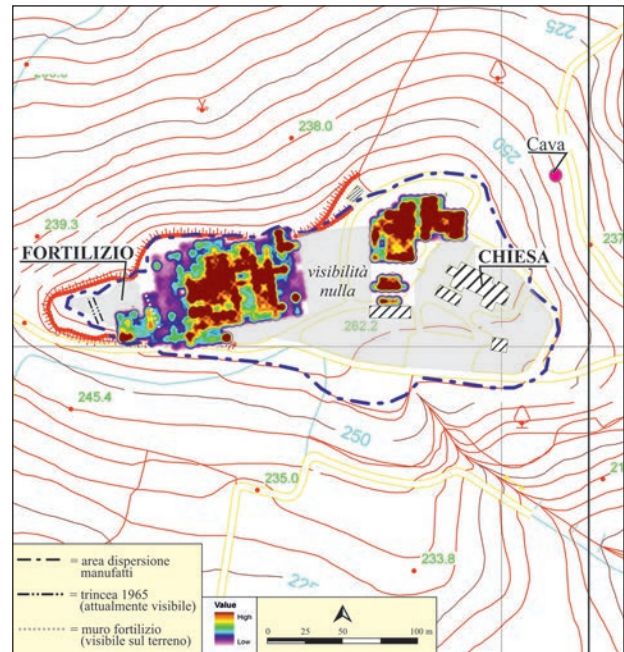 225
238.0
250
Cava
239.3
237
FORTILIZIO
visibilità
nulla
CHIESA
262.2
245.4
250
235.0
233.8
= area dispersione
manufatti
= trincea 1965
(attualmente visibile)
= muro fortilizio
(visibile sul terreno)
Value
High
Low
0 25 50 100 m